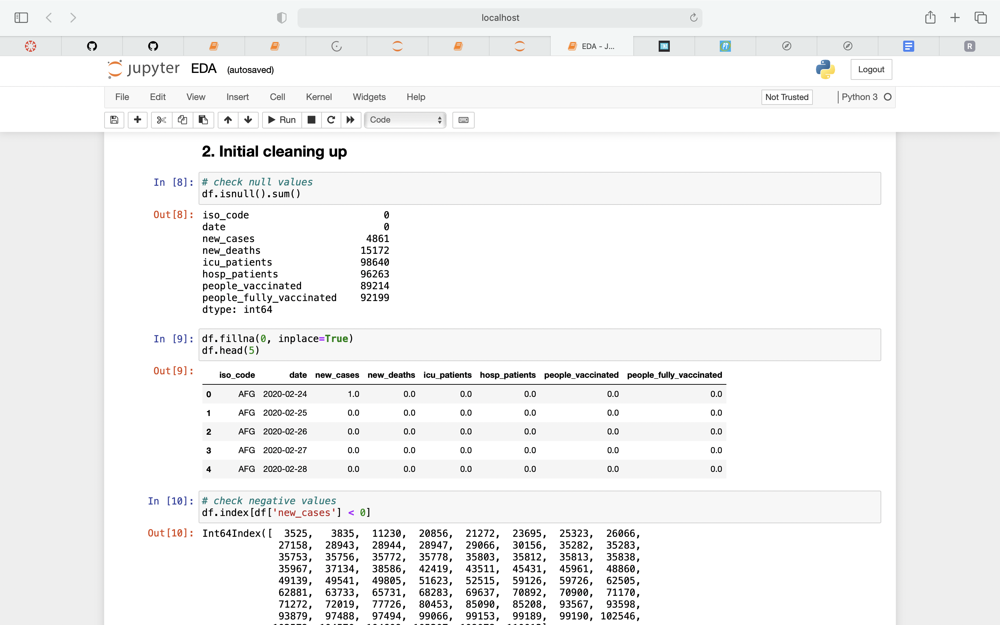 localhost
EDA - J...
TINA
PT
R
jupyter EDA (autosaved)
Logout
File Edit View Insert Cell Kernel Widgets Help Not Trusted Python 3
Run Code
2. Initial cleaning up
In [8]: # check null values
df.isnull().sum()
Out[8]: iso_code 0
date 0
new_cases 4861
new_deaths 15172
icu_patients 98640
hosp_patients 96263
people_vaccinated 89214
people_fully_vaccinated 92199
dtype: int64
In [9]: df.fillna(0, inplace=True)
df.head(5)
Out[9]:
iso_code date new_cases new_deaths icu_patients hosp_patients people_vaccinated people_fully_vaccinated
0 AFG 2020-02-24 1.0 0.0 0.0 0.0 0.0 0.0
1 AFG 2020-02-25 0.0 0.0 0.0 0.0 0.0 0.0
2 AFG 2020-02-26 0.0 0.0 0.0 0.0 0.0 0.0
3 AFG 2020-02-27 0.0 0.0 0.0 0.0 0.0 0.0
4 AFG 2020-02-28 0.0 0.0 0.0 0.0 0.0 0.0
In [10]: # check negative values
df.index[df['new_cases'] < 0]
Out[10]: Int64Index([ 3525, 3835, 11230, 20856, 21272, 23695, 25323, 26066,
27158, 28943, 28944, 28947, 29066, 30156, 35282, 35283,
35753, 35756, 35772, 35778, 35803, 35812, 35813, 35838,
35967, 37134, 38586, 42419, 43511, 45431, 45961, 48860,
49139, 49541, 49805, 51623, 52515, 59126, 59726, 62505,
62881, 63733, 65731, 68283, 69637, 70892, 70900, 71170,
71272, 72019, 77726, 80453, 85090, 85208, 93567, 93598,
93879, 97488, 97494, 99066, 99153, 99189, 99190, 102546,